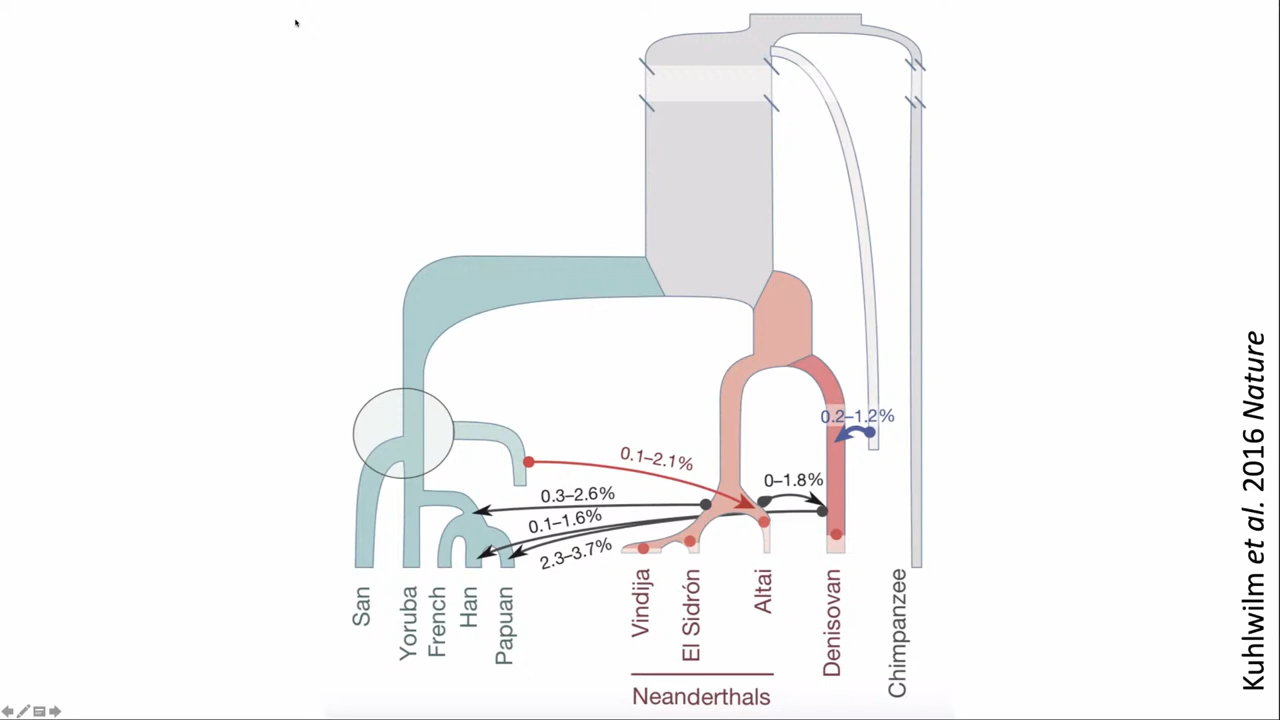 0.2–1.2%
0.1–2.1%
0–1.8%
0.3–2.6%
0.1–1.6%
2.3–3.7%
San
Yoruba
French
Han
Papuan
Vindija
El Sidrón
Altai
Denisovan
Chimpanzee
Neanderthals
Kuhlwilm et al. 2016 Nature